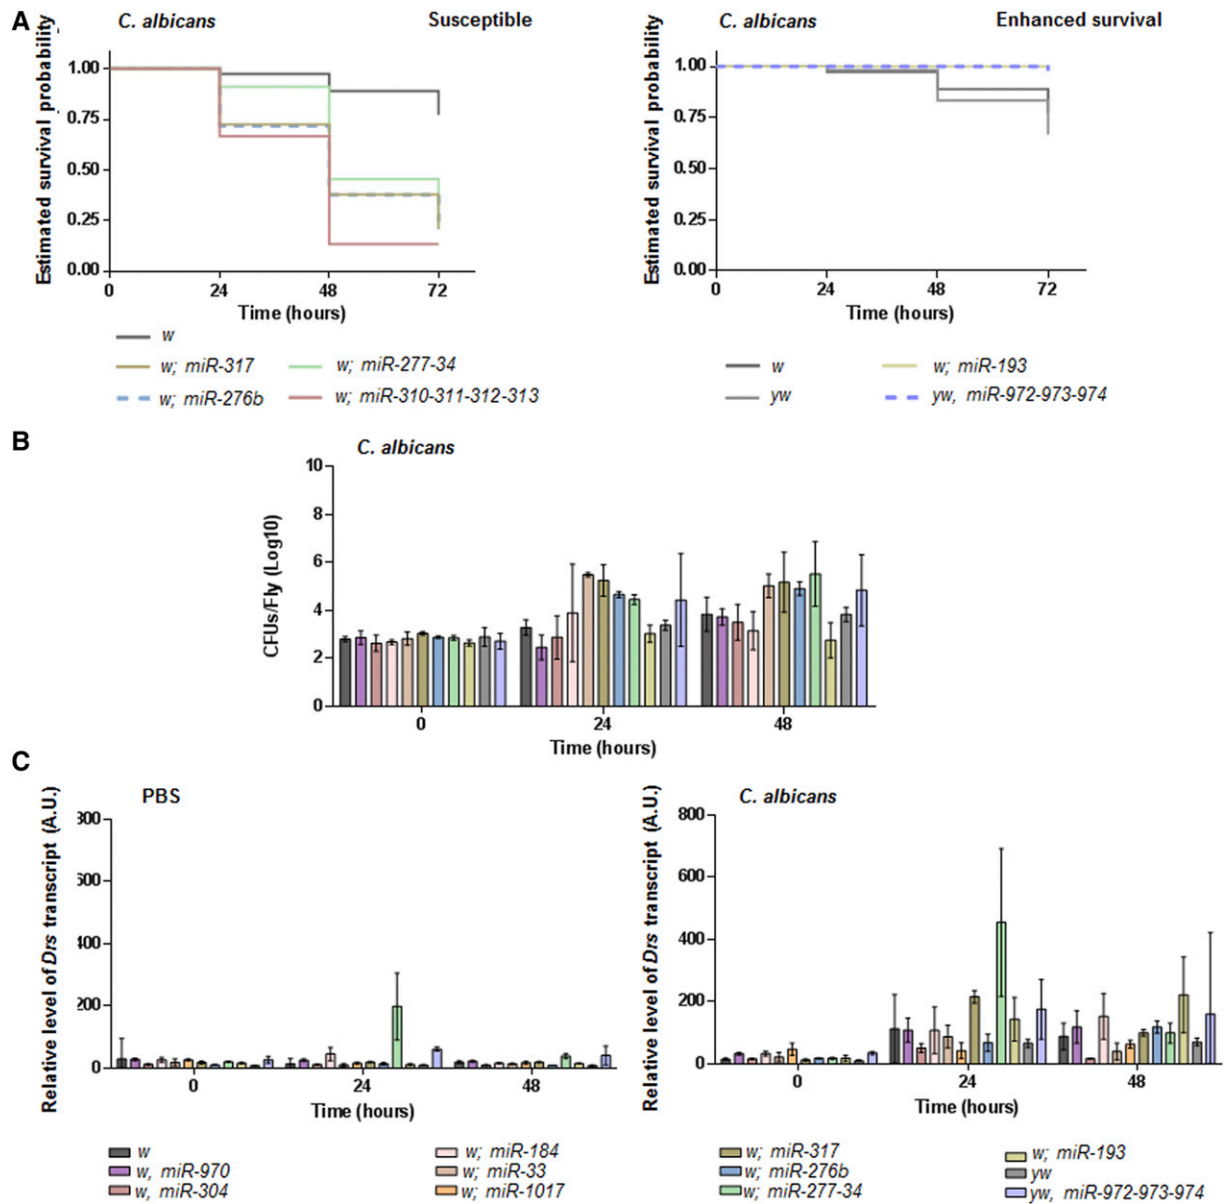 A
C. albicans
Susceptible
Estimated survival probability
1.00
0.75
0.50
0.25
0.00
0
24
48
72
Time (hours)
w
w; miR-317
w; miR-277-34
w; miR-276b
w; miR-310-311-312-313
C. albicans
Enhanced survival
Estimated survival probability
1.00
0.75
0.50
0.25
0.00
0
24
48
72
Time (hours)
w
w; miR-193
yw
yw, miR-972-973-974
B
C. albicans
CFUs/Fly (Log10)
10
8
6
4
2
0
0
24
48
Time (hours)
C
PBS
Relative level of Drs transcript (A.U.)
800
600
400
200
0
0
24
48
Time (hours)
C. albicans
Relative level of Drs transcript (A.U.)
800
600
400
200
0
0
24
48
Time (hours)
w
w, miR-970
w, miR-304
w; miR-184
w; miR-33
w; miR-1017
w; miR-317
w; miR-276b
w; miR-277-34
w; miR-193
yw
yw, miR-972-973-974